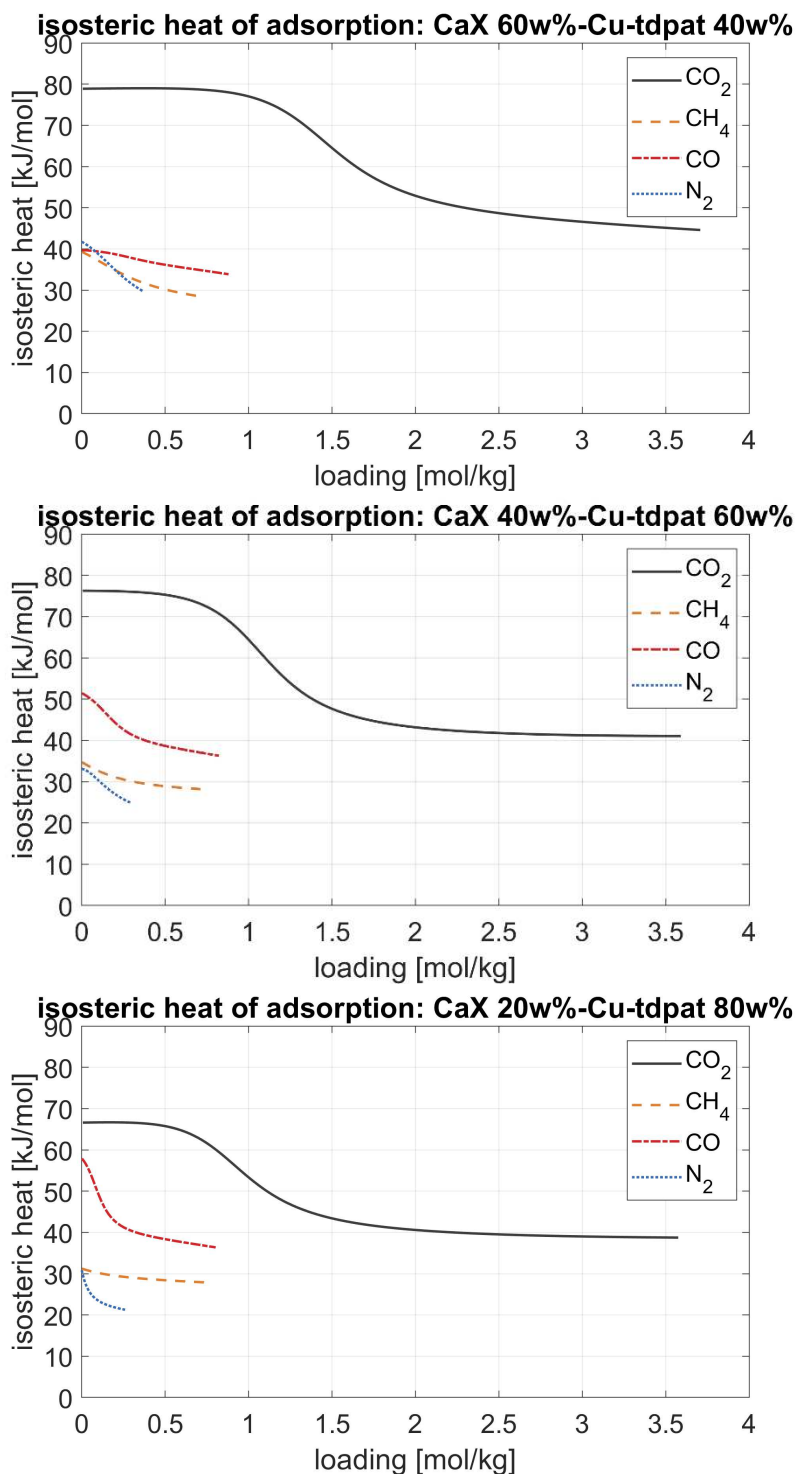 isosteric heat of adsorption: CaX 60w%-Cu-tdpat 40w%
90
80
70
60
50
40
30
20
10
0
isosteric heat [kJ/mol]
CO2
CH4
CO
N2
0 0.5 1 1.5 2 2.5 3 3.5 4
loading [mol/kg]
isosteric heat of adsorption: CaX 40w%-Cu-tdpat 60w%
90
80
70
60
50
40
30
20
10
0
isosteric heat [kJ/mol]
CO2
CH4
CO
N2
0 0.5 1 1.5 2 2.5 3 3.5 4
loading [mol/kg]
isosteric heat of adsorption: CaX 20w%-Cu-tdpat 80w%
90
80
70
60
50
40
30
20
10
0
isosteric heat [kJ/mol]
CO2
CH4
CO
N2
0 0.5 1 1.5 2 2.5 3 3.5 4
loading [mol/kg]